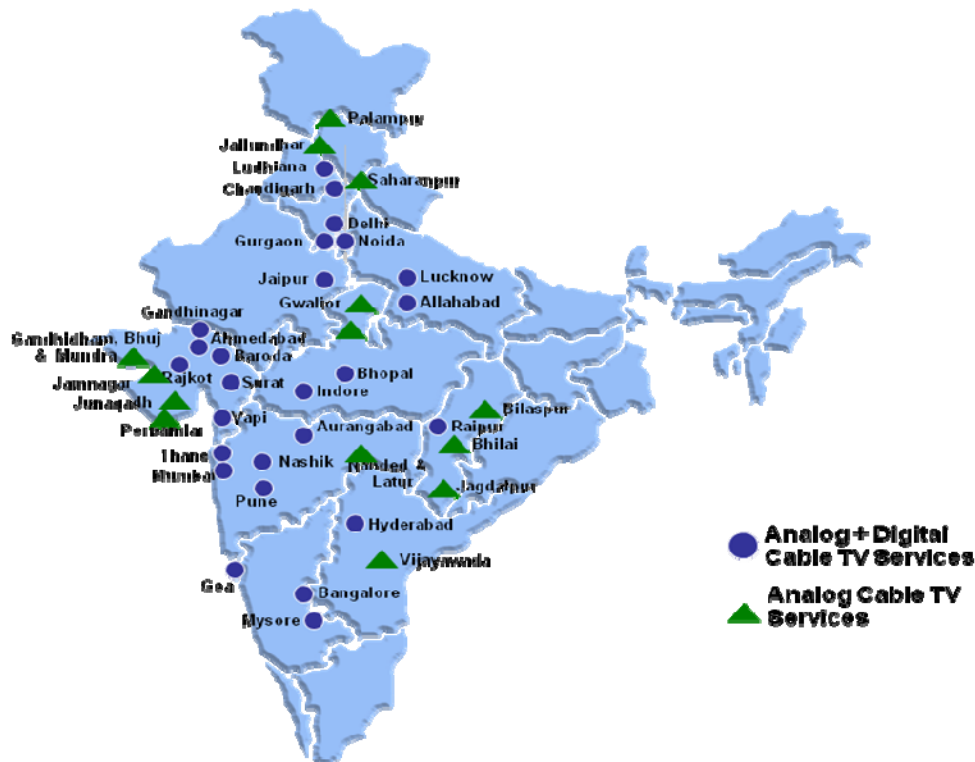 Palampur
Jallundhar
Ludhiana
Saharanpur
Chandigarh
Delhi
Gurgaon
Noida
Jaipur
Lucknow
Gwalior
Allahabad
Gandhinagar
Gandhidham, Bhuj
& Mundra
Ahmedabad
Baroda
Jamnagar
Rajkot
Surat
Bhopal
Indore
Junagadh
Vapi
Aurangabad
Bilaspur
Raipur
Bhilai
Thane
Mumbai
Nashik
Nanded &
Latur
Jagdalpur
Pune
Hyderabad
Vijayawada
Goa
Bangalore
Mysore
Analog+Digital
Cable TV Services
Analog Cable TV
Services